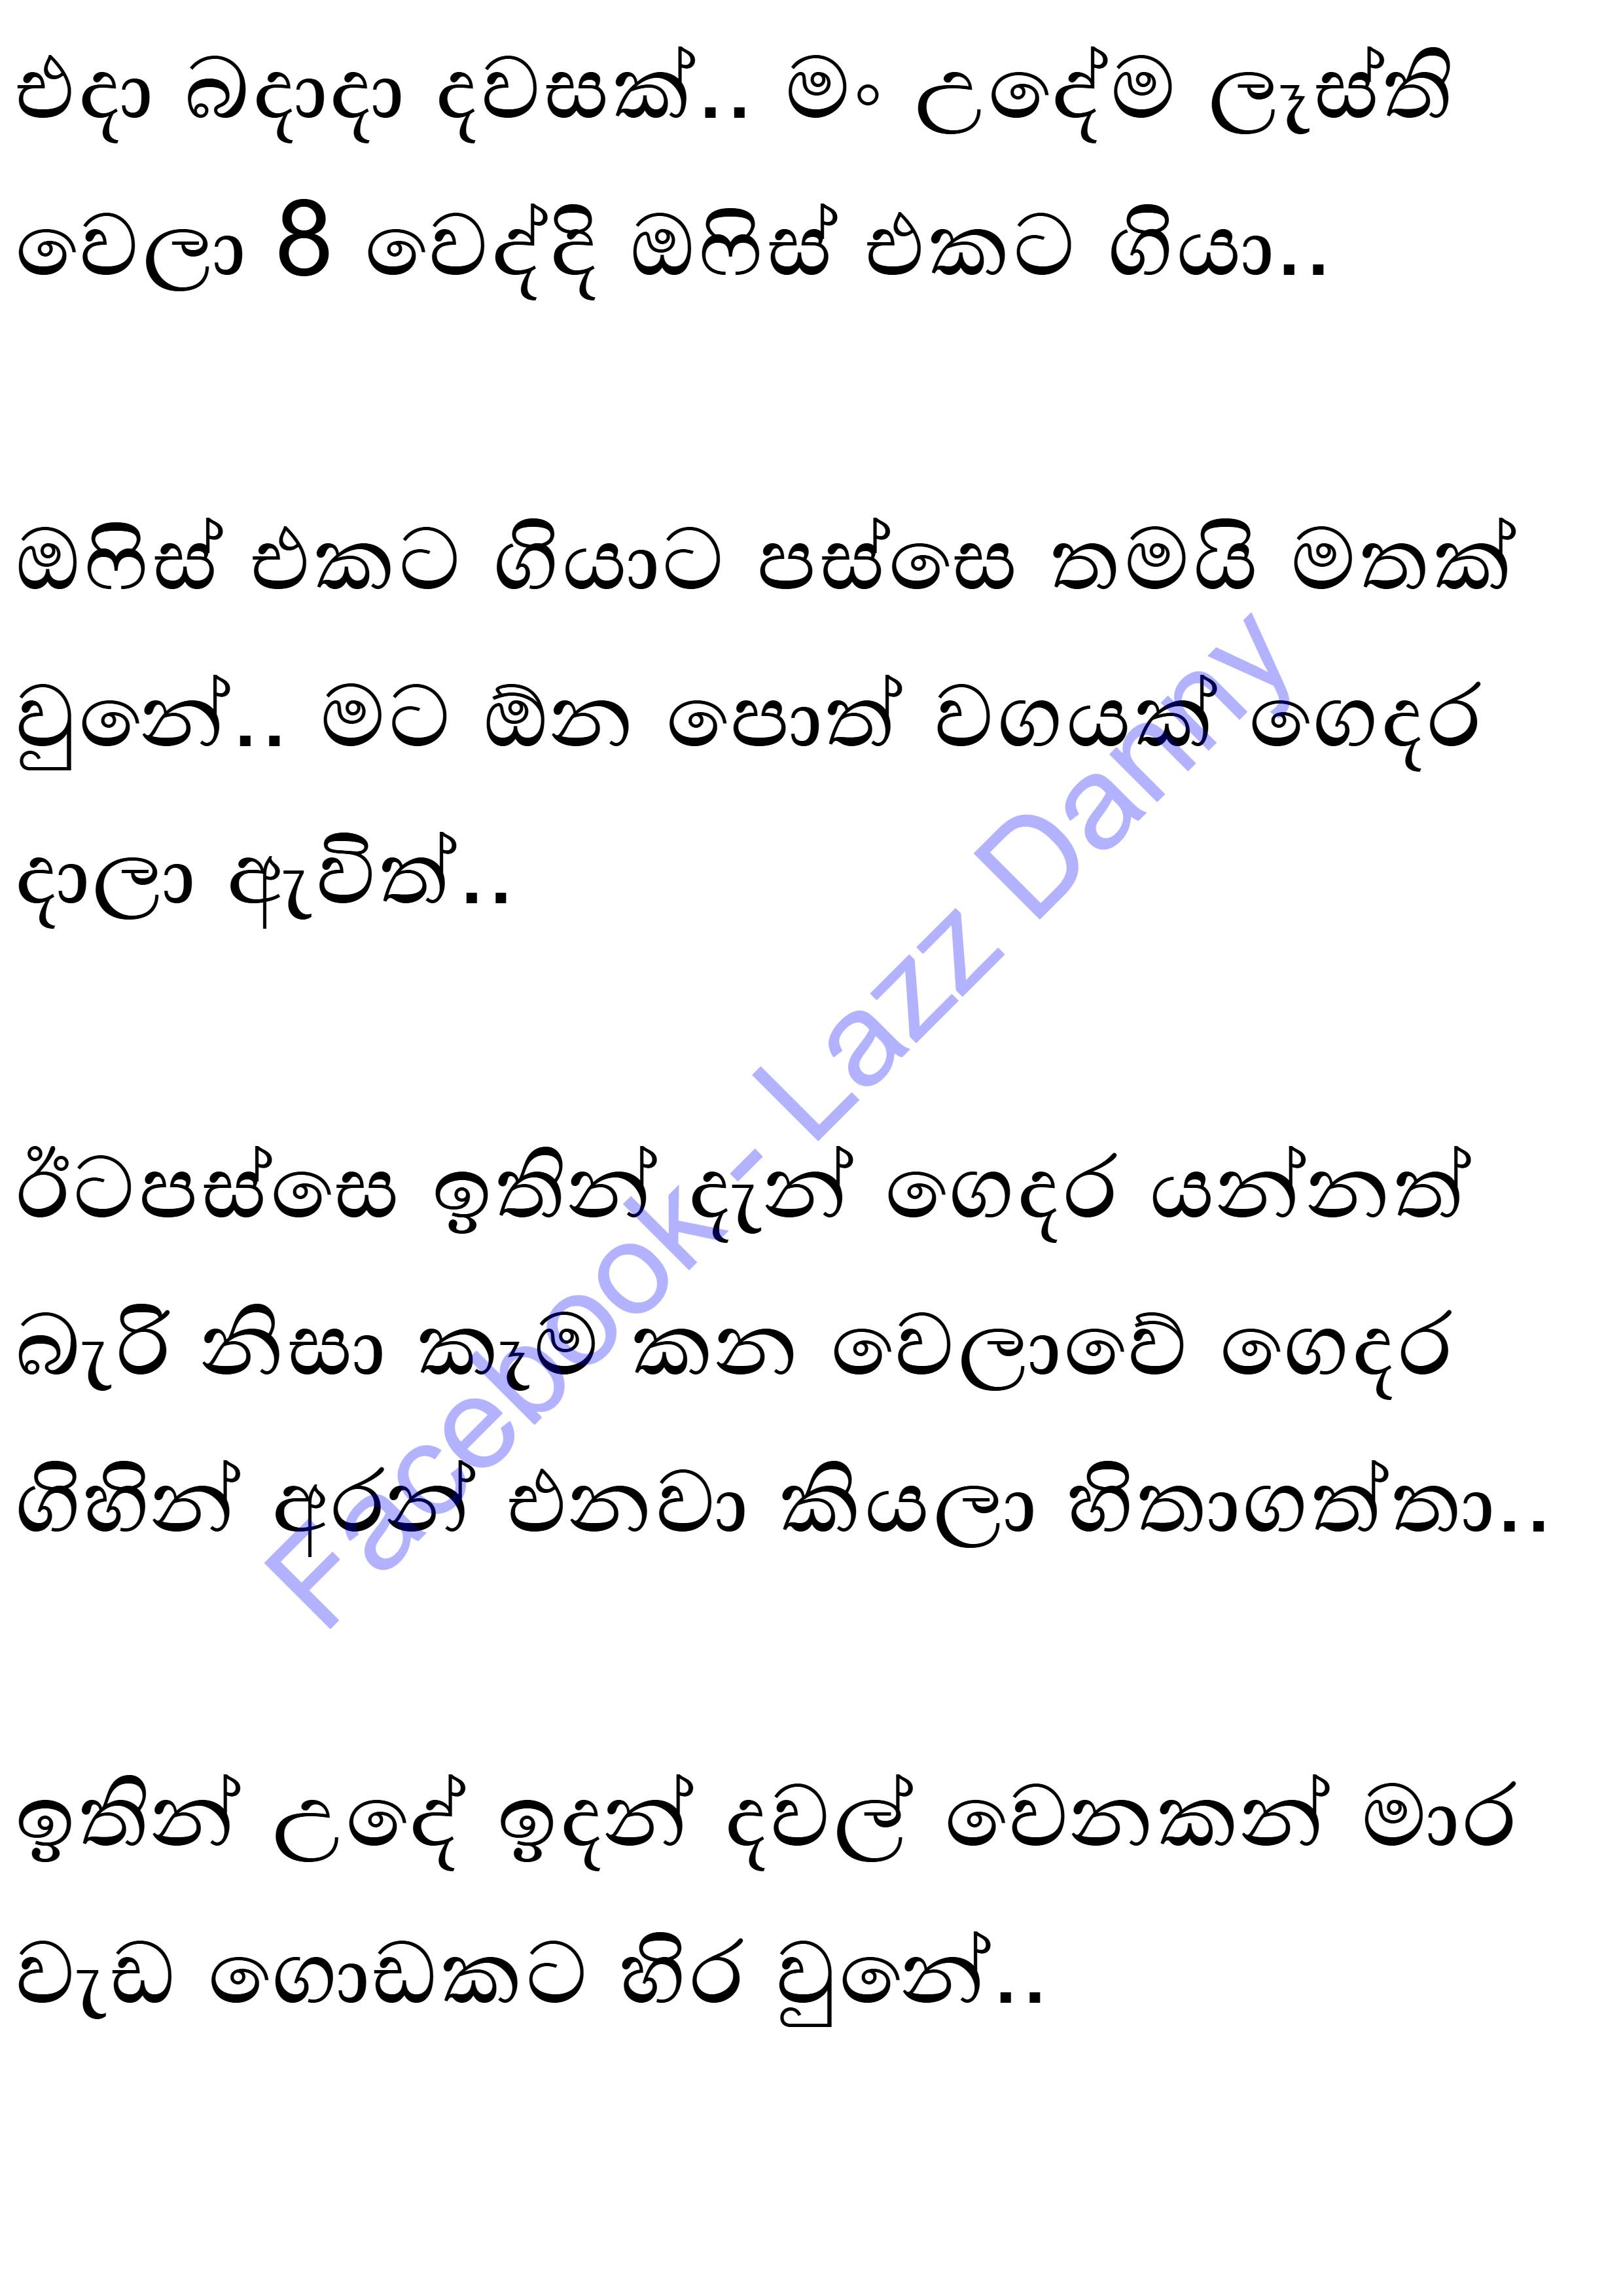 එදා බදාදා දවසක්.. මං උදේම ලෑස්ති
වෙලා 8 වෙද්දි ඔෆිස් එකට ගියා..
ඔෆිස් එකට ගියාට පස්සෙ තමයි මතක්
වුනේ.. මට ඕන පොත් වගයක් ගෙදර
දාලා ඇවිත්..
ඊටපස්සෙ ඉතින් දැන් ගෙදර යන්නත්
බැරි නිසා කෑම කන වෙලාවේ ගෙදර
ගිහින් අරන් එනවා කියලා හිතාගත්තා..
ඉතින් උදේ ඉදන් දවල් වෙනකන් මාර
වැඩ ගොඩකට හිර වුනේ..
Facebook - Lazz Danny